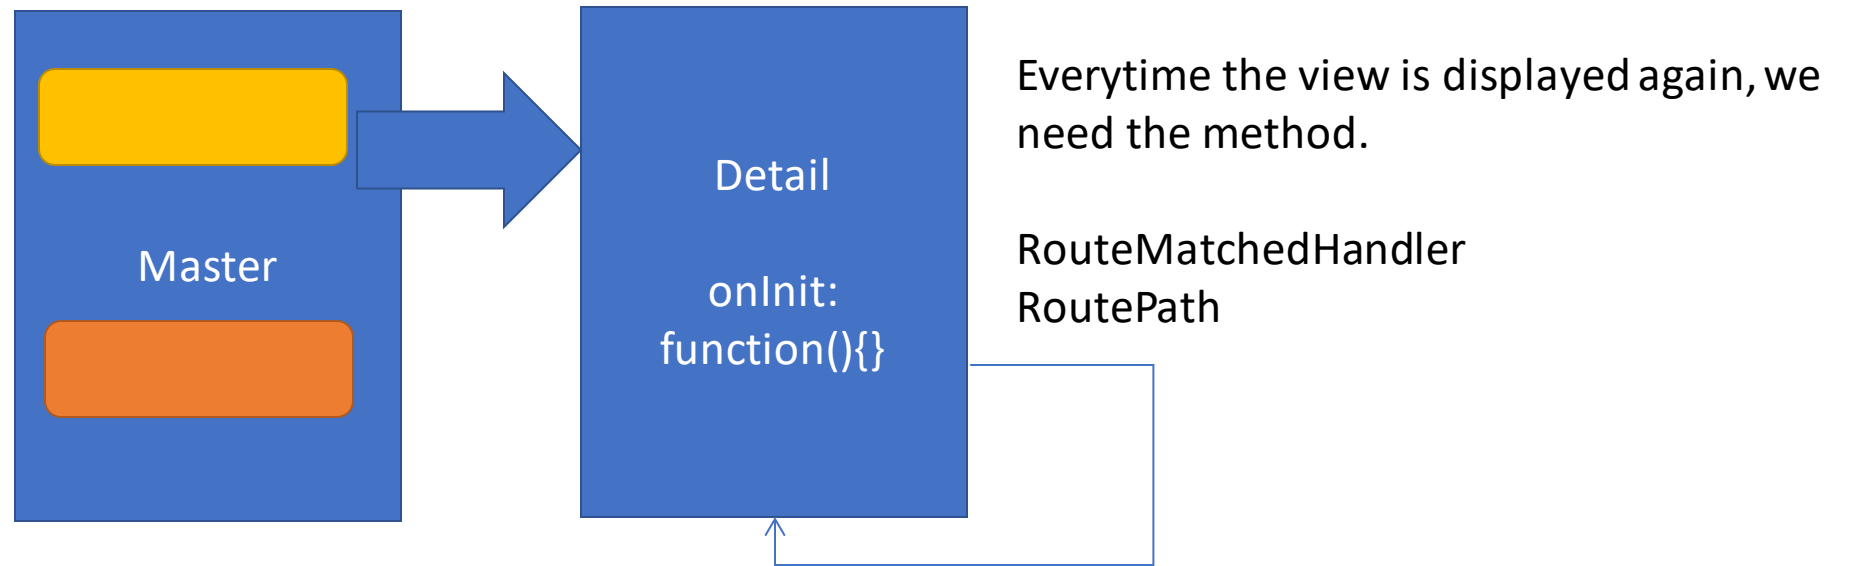 Master
Detail
onInit:
function(){}
Everytime the view is displayed again, we
need the method.
RouteMatchedHandler
RoutePath